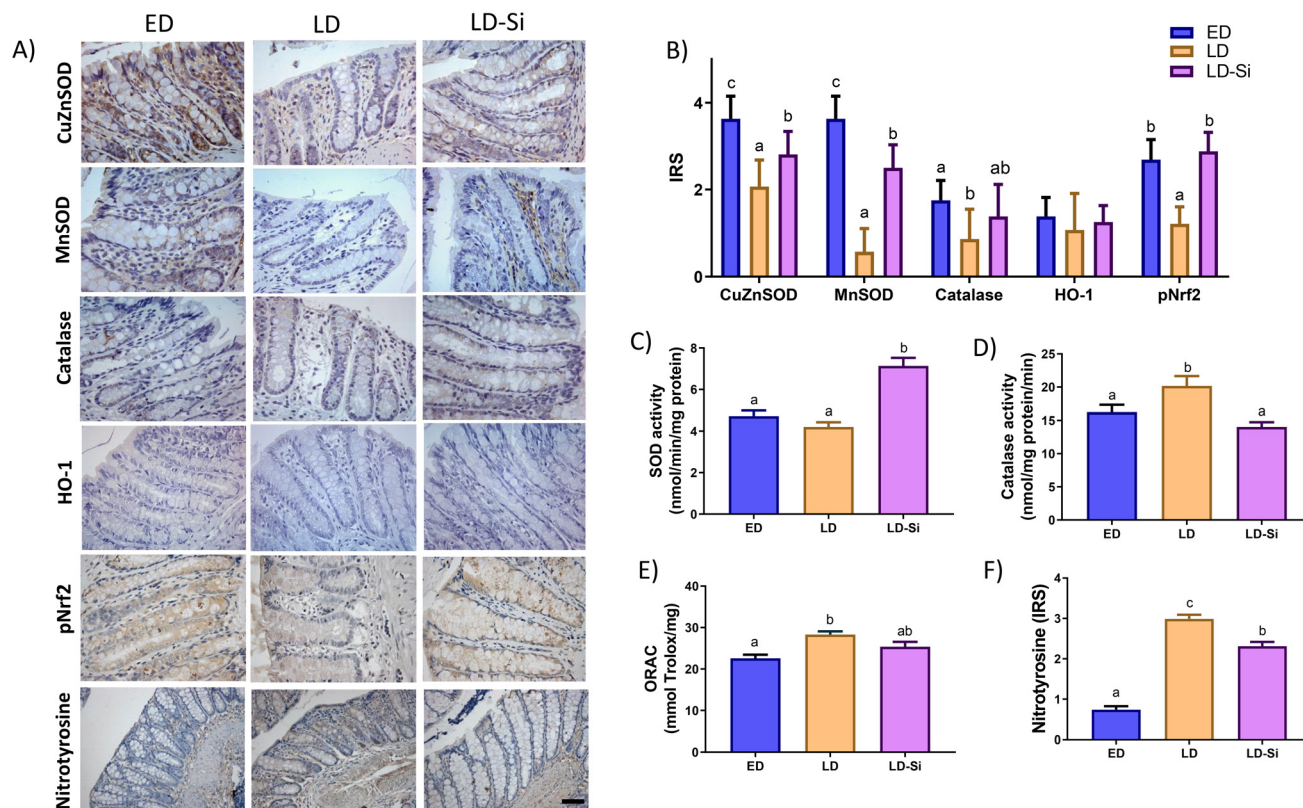 A)
ED LD LD-Si
CuZnSOD
MnSOD
Catalase
HO-1
pNrf2
Nitrotyrosine
B)
ED
LD
LD-Si
IRS
4
2
0
c a b
c a b
a b ab
b a b
CuZnSOD MnSOD Catalase HO-1 pNrf2
C)
SOD activity
(nmol/min/mg protein)
8
6
4
2
0
a a b
ED LD LD-Si
D)
Catalase activity
(nmol/mg protein/min)
25
20
15
10
5
0
a b a
ED LD LD-Si
E)
ORAC
(mmol Trolox/mg)
40
30
20
10
0
a b ab
ED LD LD-Si
F)
Nitrotyrosine (IRS)
4
3
2
1
0
a c b
ED LD LD-Si